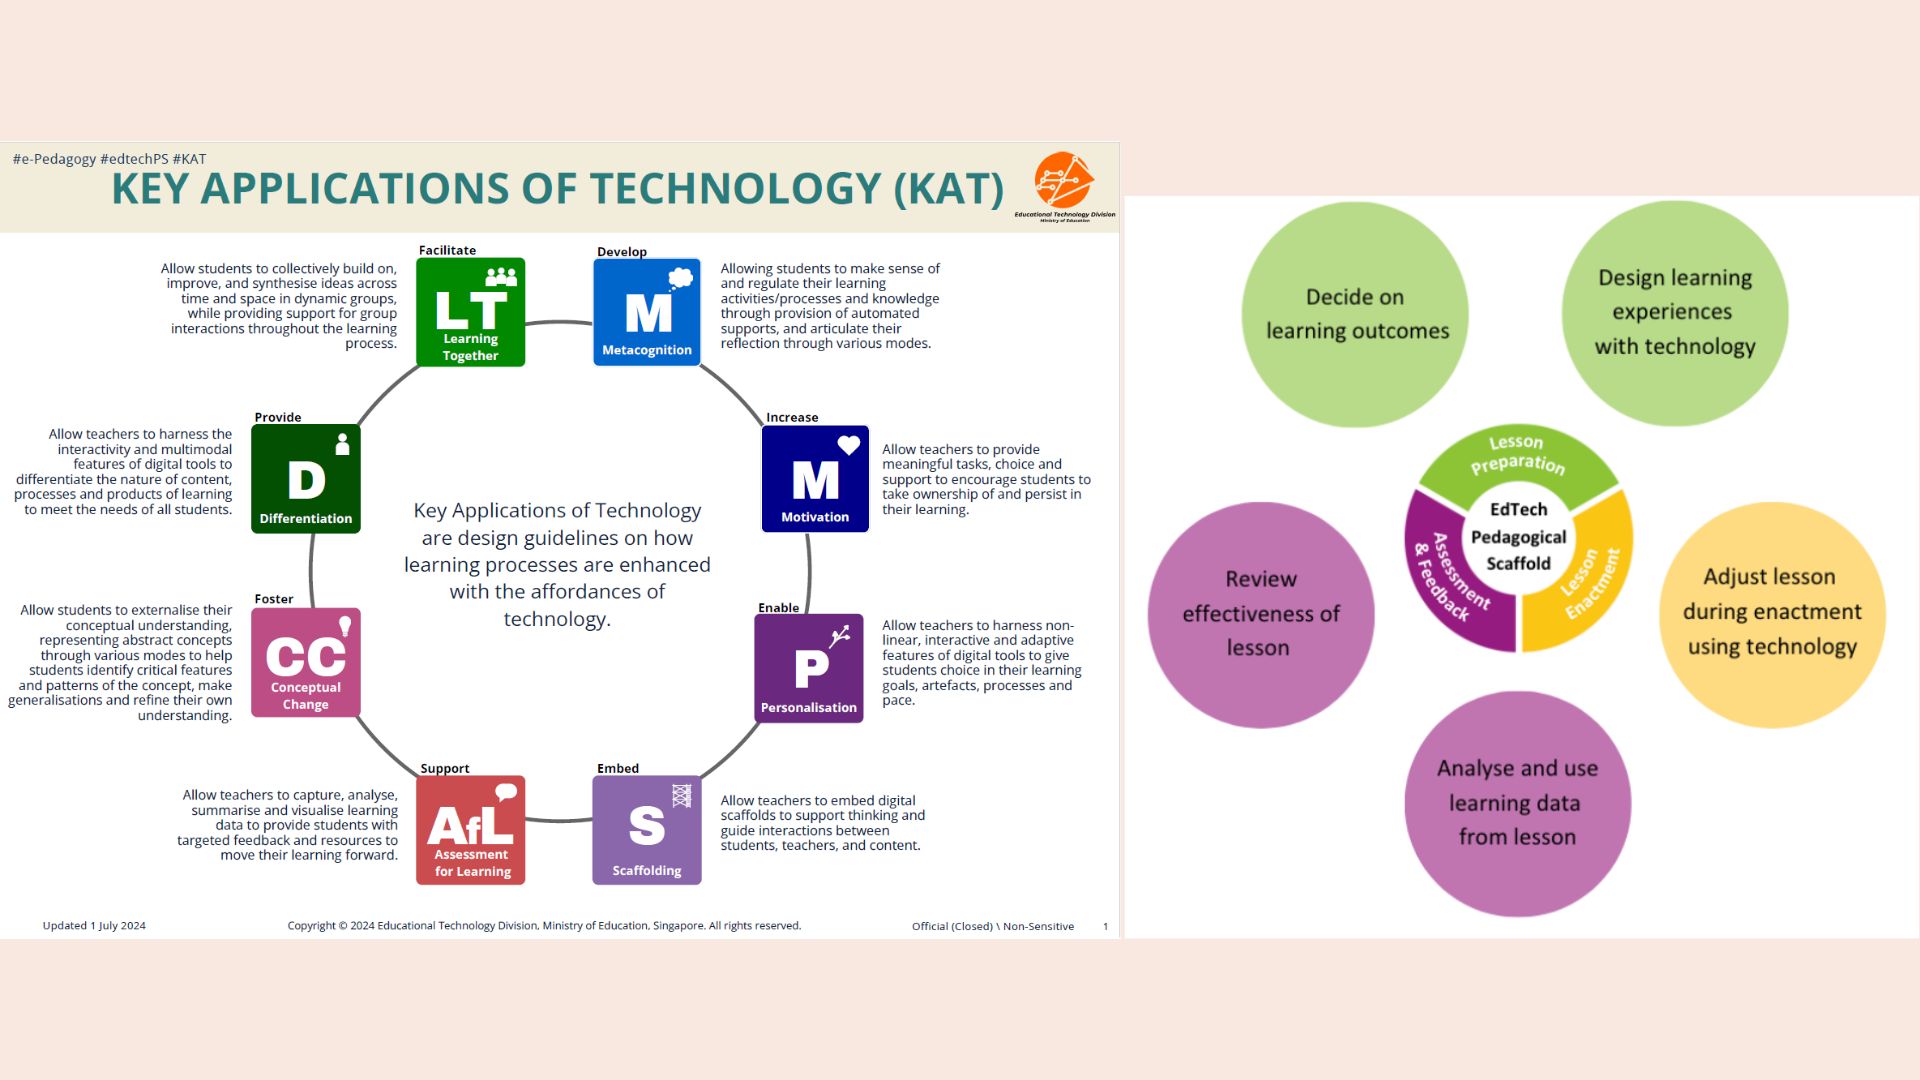 #e-Pedagogy #edtechPS #KAT
KEY APPLICATIONS OF TECHNOLOGY (KAT)
Educational Technology Division
Ministry of Education
Facilitate
LT
Learning
Together
Allow students to collectively build on,
improve, and synthesise ideas across
time and space in dynamic groups,
while providing support for group
interactions throughout the learning
process.
Develop
M
Metacognition
Allowing students to make sense of
and regulate their learning
activities/processes and knowledge
through provision of automated
supports, and articulate their
reflection through various modes.
Provide
D
Differentiation
Allow teachers to harness the
interactivity and multimodal
features of digital tools to
differentiate the nature of content,
processes and products of learning
to meet the needs of all students.
Increase
M
Motivation
Allow teachers to provide
meaningful tasks, choice and
support to encourage students to
take ownership of and persist in
their learning.
Key Applications of Technology
are design guidelines on how
learning processes are enhanced
with the affordances of
technology.
Foster
CC
Conceptual
Change
Allow students to externalise their
conceptual understanding,
representing abstract concepts
through various modes to help
students identify critical features
and patterns of the concept, make
generalisations and refine their own
understanding.
Enable
P
Personalisation
Allow teachers to harness non-
linear, interactive and adaptive
features of digital tools to give
students choice in their learning
goals, artefacts, processes and
pace.
Support
AfL
Assessment
for Learning
Allow teachers to capture, analyse,
summarise and visualise learning
data to provide students with
targeted feedback and resources to
move their learning forward.
Embed
S
Scaffolding
Allow teachers to embed digital
scaffolds to support thinking and
guide interactions between
students, teachers, and content.
Updated 1 July 2024
Copyright © 2024 Educational Technology Division, Ministry of Education, Singapore. All rights reserved.
Official (Closed) \ Non-Sensitive
1
Decide on
learning outcomes
Design learning
experiences
with technology
Lesson
Preparation
EdTech
Pedagogical
Scaffold
Assessment
& Feedback
Lesson
Enactment
Review
effectiveness of
lesson
Adjust lesson
during enactment
using technology
Analyse and use
learning data
from lesson